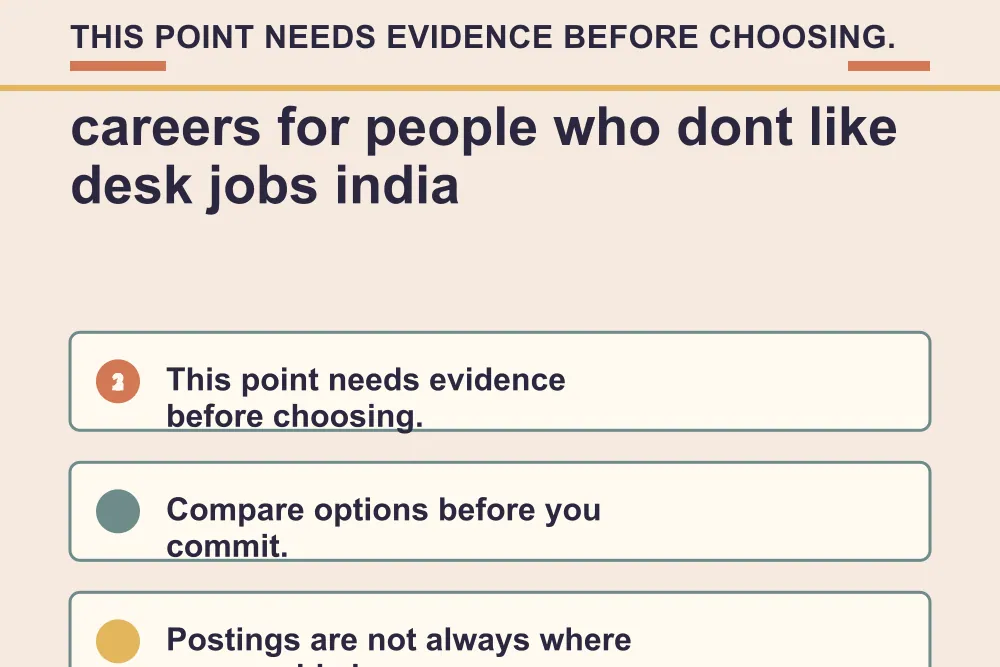 THIS POINT NEEDS EVIDENCE BEFORE CHOOSING.
careers for people who dont like
desk jobs india
This point needs evidence
before choosing.
Compare options before you
commit.
Postings are not always where